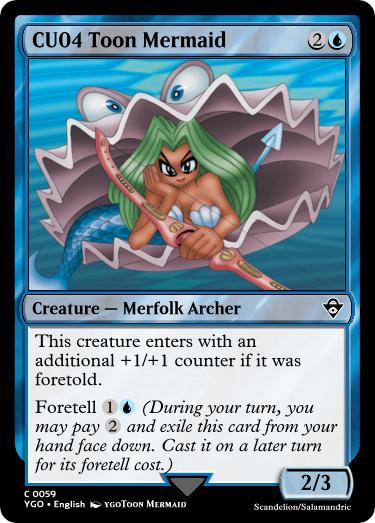 CU04 Toon Mermaid 2
Creature — Merfolk Archer
This creature enters with an
additional +1/+1 counter if it was
foretold.
Foretell 1 (During your turn, you
may pay 2 and exile this card from your
hand face down. Cast it on a later turn
for its foretell cost.)
2/3
C 0059
YGO • English YGOToon Mermaid
Scandelion/Salamandric